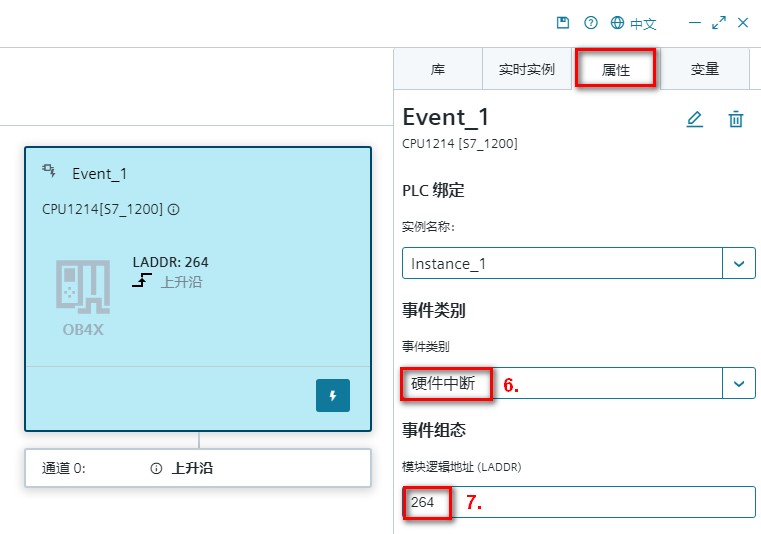 中文
库
实时实例
属性
变量
Event_1
CPU1214[S7_1200]
LADDR: 264
上升沿
OB4X
通道 0:
上升沿
Event_1
CPU1214 [S7_1200]
PLC 绑定
实例名称:
Instance_1
事件类别
事件类别
硬件中断
6.
事件组态
模块逻辑地址 (LADDR)
264
7.